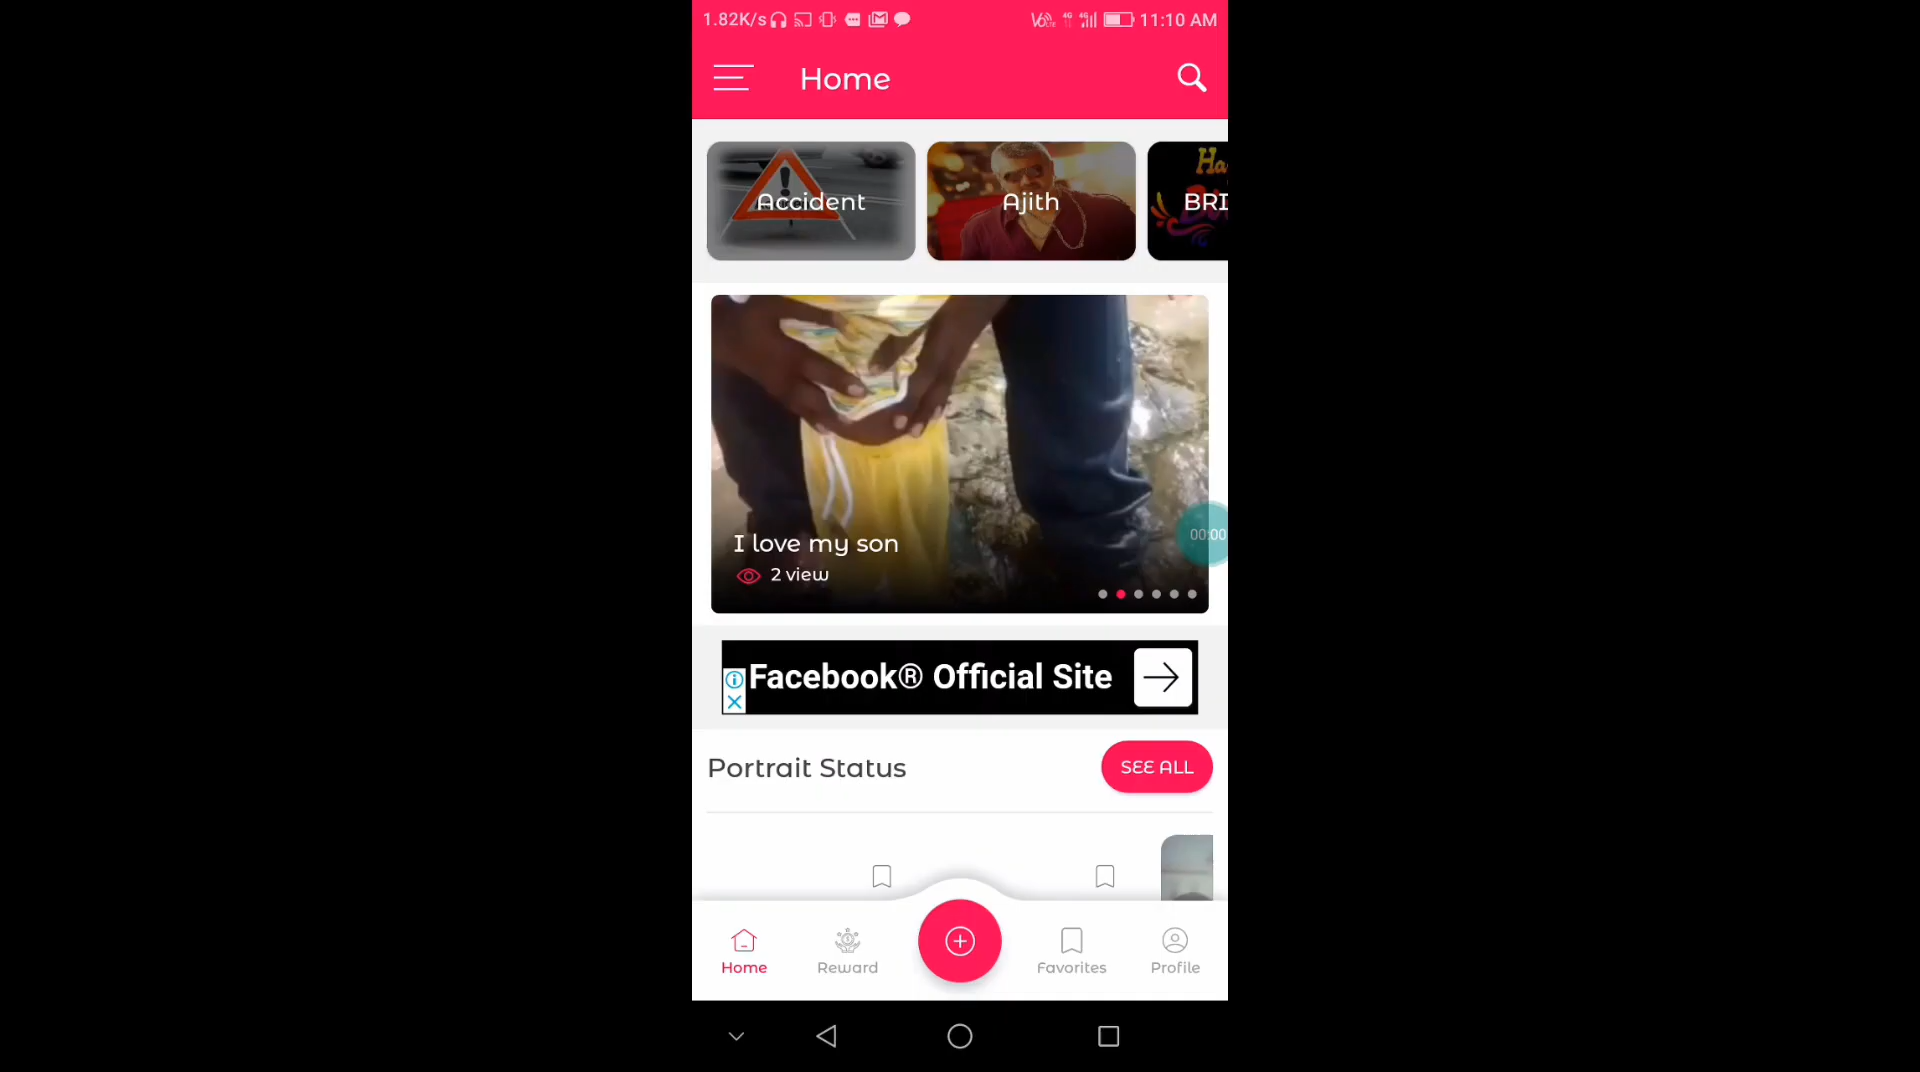 1.82K/s 11:10 AM
Home
Accident Ajith BRI
Ha
I love my son
2 view
00:00
Facebook® Official Site
Portrait Status SEE ALL
Home Reward Favorites Profile